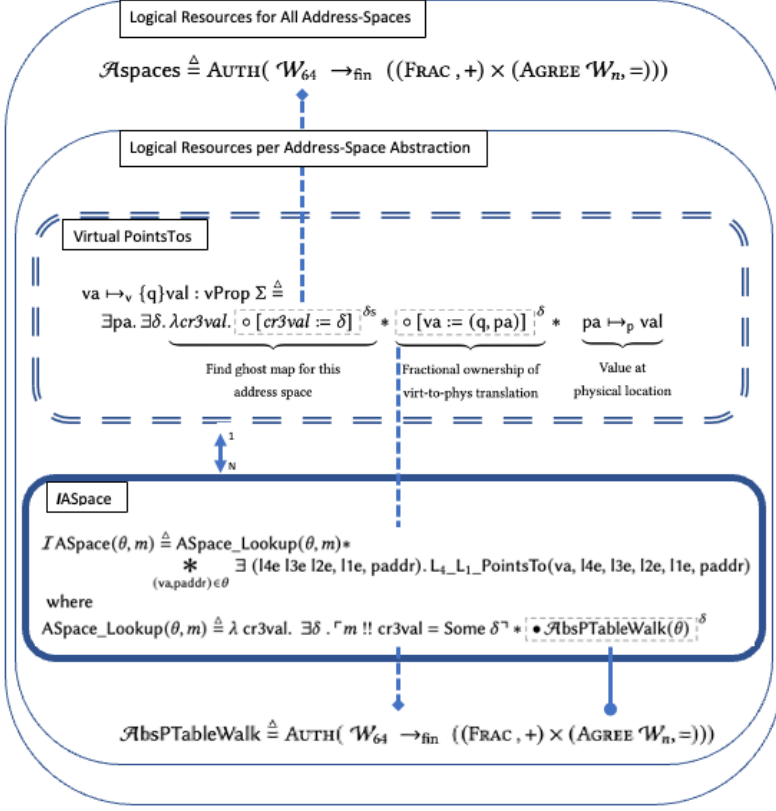 Logical Resources for All Address-Spaces
𝒜spaces ≜ AUTH( 𝒲₆₄ →fin ((FRAC , +) × (AGREE 𝒲ₙ, =)))
Logical Resources per Address-Space Abstraction
Virtual PointsTos
va ↦ᵥ {q}val : vProp Σ ≜
∃pa. ∃δ. λcr3val. ∘ [cr3val := δ] ᵟˢ * ∘ [va := (q, pa)] ᵟ * pa ↦ₚ val
Find ghost map for this Fractional ownership of Value at
address space virt-to-phys translation physical location
1
N
IASpace
ℐASpace(θ, m) ≜ ASpace_Lookup(θ, m)*
* ∃ (l4e l3e l2e, l1e, paddr). L₄_L₁_PointsTo(va, l4e, l3e, l2e, l1e, paddr)
(va,paddr)∈θ
where
ASpace_Lookup(θ, m) ≜ λ cr3val. ∃δ . ⌜m !! cr3val = Some δ⌝ * • 𝒜bsPTableWalk(θ) ᵟ
𝒜bsPTableWalk ≜ AUTH( 𝒲₆₄ →fin ((FRAC , +) × (AGREE 𝒲ₙ, =)))